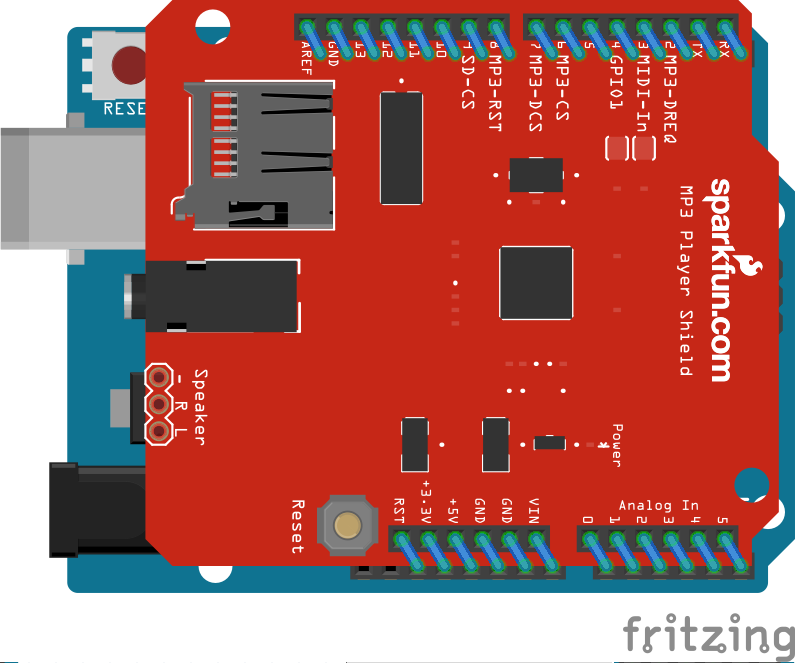 AREF
GND
13
12
11
10
9 SD-CS
8 MP3-RST
7 MP3-DCS
6 MP3-CS
5
4 GPIO1
3 MIDI-In
2 MP3-DREQ
TX
RX
RESE
sparkfun.com
MP3 Player Shield
Speaker
- R L
Power
Reset
RST
+3.3V
+5V
GND
GND
VIN
Analog In
0 1 2 3 4 5
fritzing